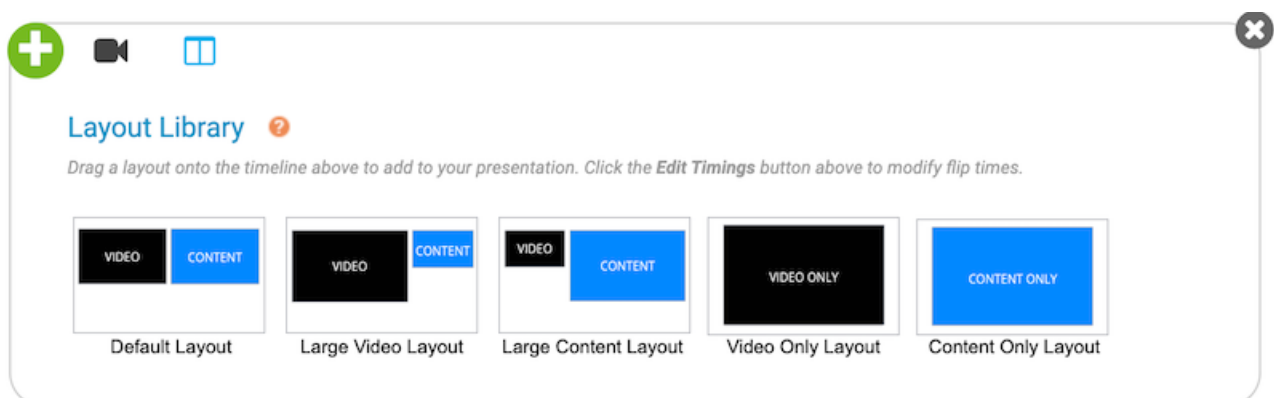 Layout Library ?
Drag a layout onto the timeline above to add to your presentation. Click the Edit Timings button above to modify flip times.
VIDEO CONTENT
VIDEO CONTENT
VIDEO CONTENT
VIDEO ONLY
CONTENT ONLY
Default Layout Large Video Layout Large Content Layout Video Only Layout Content Only Layout